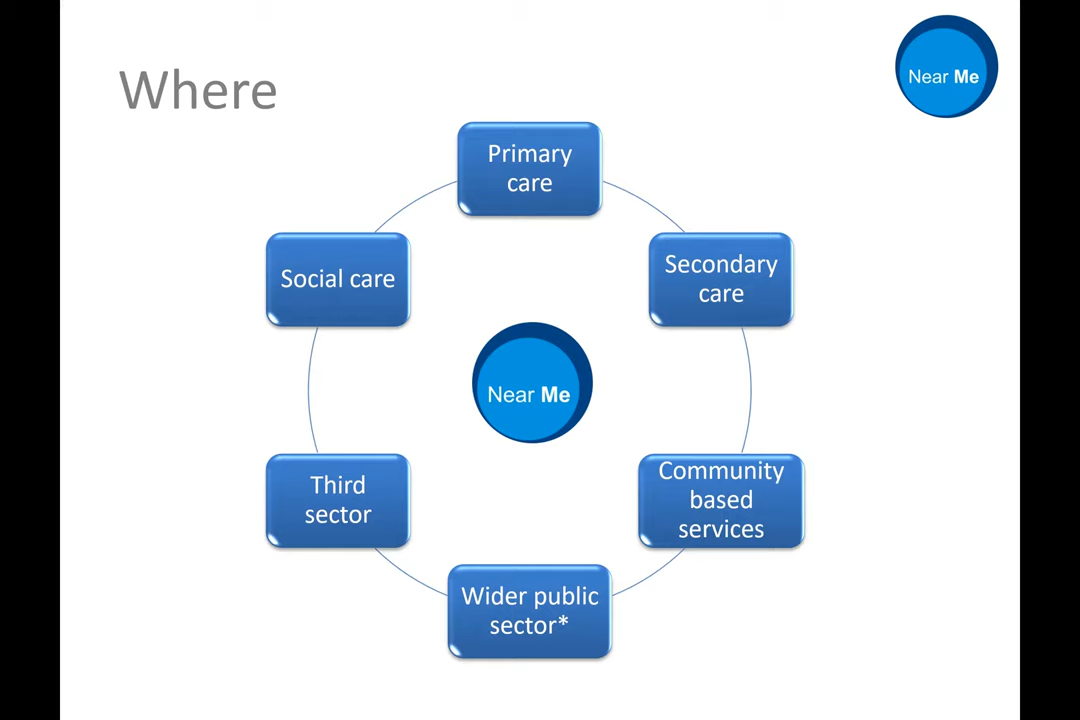 Where
Near Me
Primary
care
Secondary
care
Community
based
services
Wider public
sector*
Third
sector
Social care
Near Me